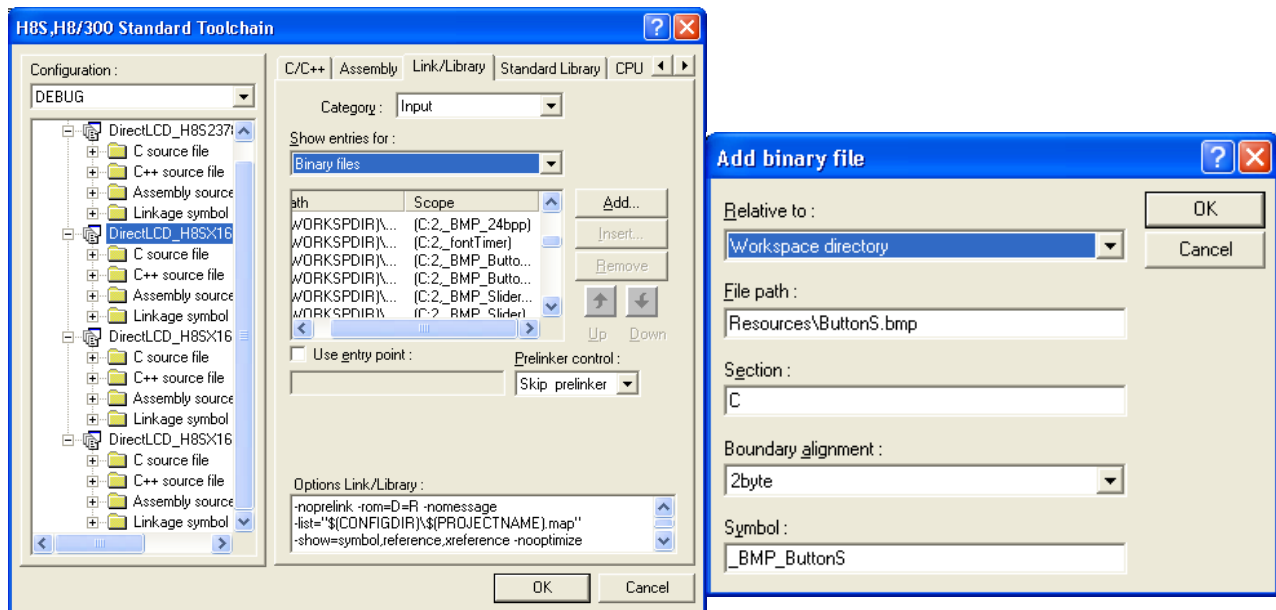 H8S,H8/300 Standard Toolchain
Configuration :
DEBUG
DirectLCD_H8S237
C source file
C++ source file
Assembly source
Linkage symbol
DirectLCD_H8SX16
C source file
C++ source file
Assembly source
Linkage symbol
DirectLCD_H8SX16
C source file
C++ source file
Assembly source
Linkage symbol
DirectLCD_H8SX16
C source file
C++ source file
Assembly source
Linkage symbol
C/C++ Assembly Link/Library Standard Library CPU
Category : Input
Show entries for :
Binary files
ath Scope
WORKSPDIR)\... (C:2,_BMP_24bpp)
WORKSPDIR)\... (C:2,_fontTimer)
WORKSPDIR)\... (C:2,_BMP_Butto...
WORKSPDIR)\... (C:2,_BMP_Butto...
WORKSPDIR)\... (C:2,_BMP_Slider...
WORKSPDIR)\... (C:2,_BMP_Slider)
Add...
Insert...
Remove
Up Down
Use entry point :
Prelinker control :
Skip prelinker
Options Link/Library :
-noprelink -rom=D=R -nomessage
-list="$(CONFIGDIR)\$(PROJECTNAME).map"
-show=symbol,reference,xreference -nooptimize
OK Cancel
Add binary file
Relative to :
Workspace directory
File path :
Resources\ButtonS.bmp
Section :
C
Boundary alignment :
2byte
Symbol :
_BMP_ButtonS
OK
Cancel